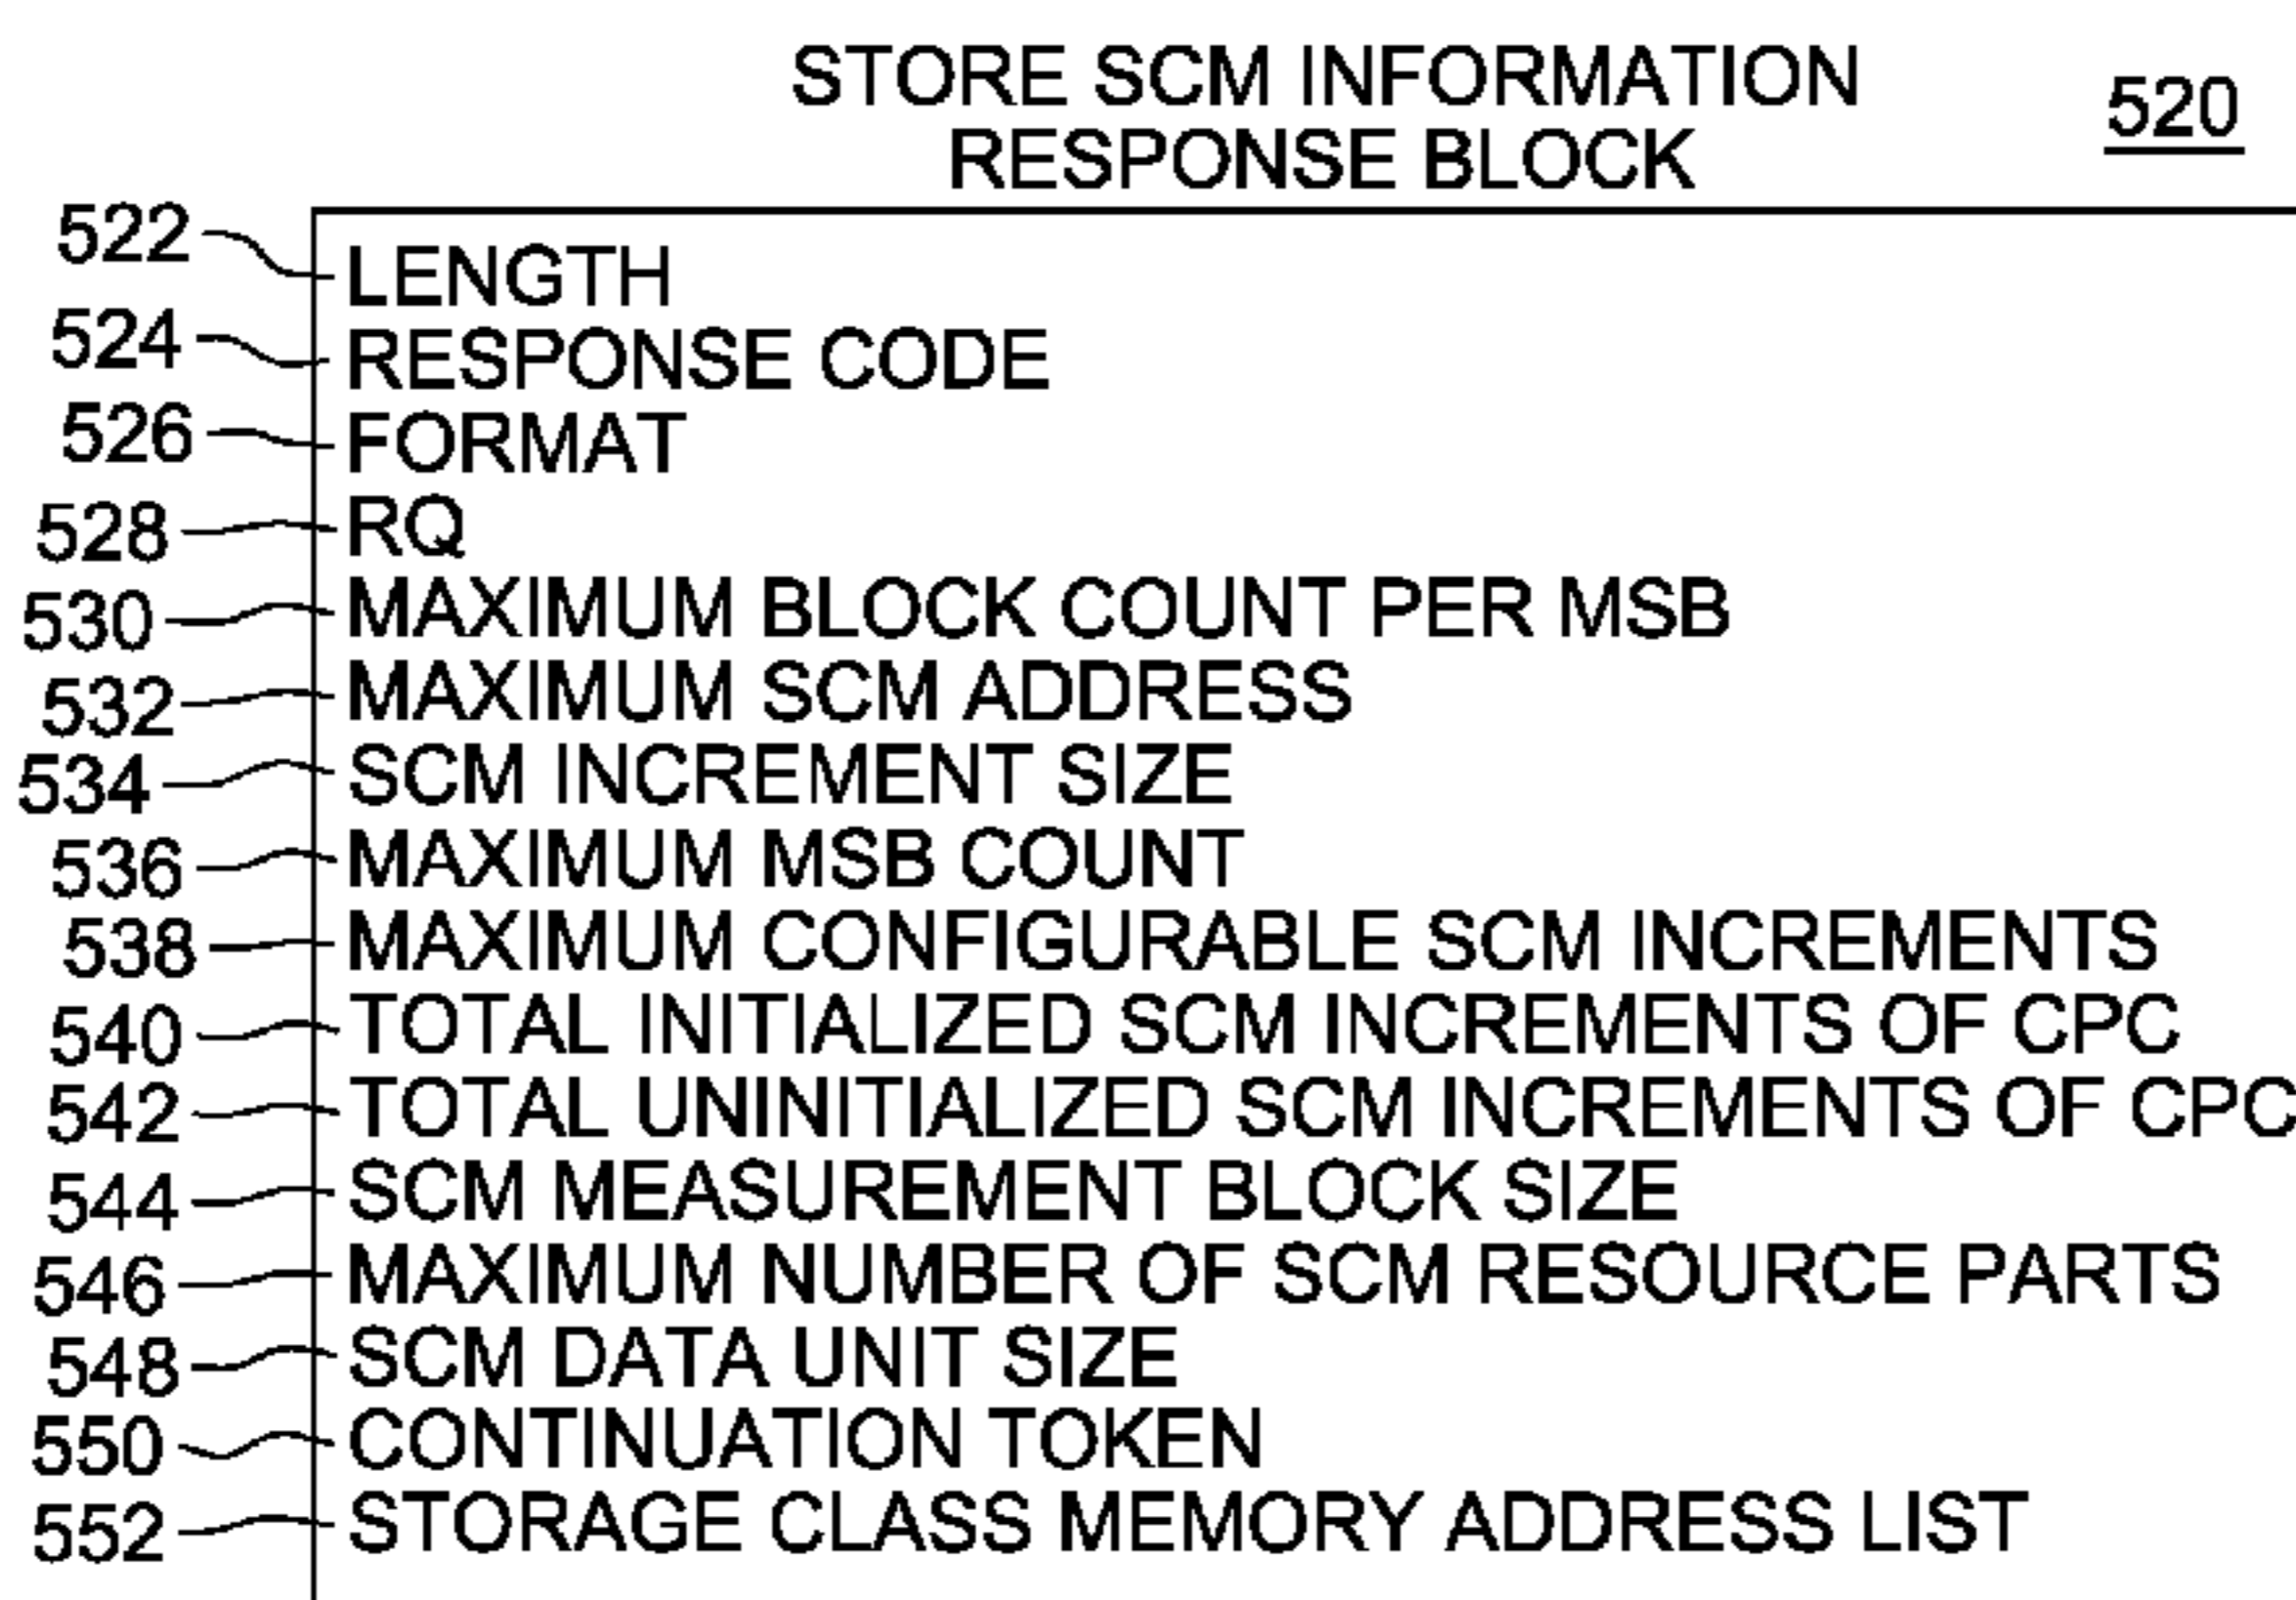 STORE SCM INFORMATION
RESPONSE BLOCK
520
522 LENGTH
524 RESPONSE CODE
526 FORMAT
528 RQ
530 MAXIMUM BLOCK COUNT PER MSB
532 MAXIMUM SCM ADDRESS
534 SCM INCREMENT SIZE
536 MAXIMUM MSB COUNT
538 MAXIMUM CONFIGURABLE SCM INCREMENTS
540 TOTAL INITIALIZED SCM INCREMENTS OF CPC
542 TOTAL UNINITIALIZED SCM INCREMENTS OF CPC
544 SCM MEASUREMENT BLOCK SIZE
546 MAXIMUM NUMBER OF SCM RESOURCE PARTS
548 SCM DATA UNIT SIZE
550 CONTINUATION TOKEN
552 STORAGE CLASS MEMORY ADDRESS LIST